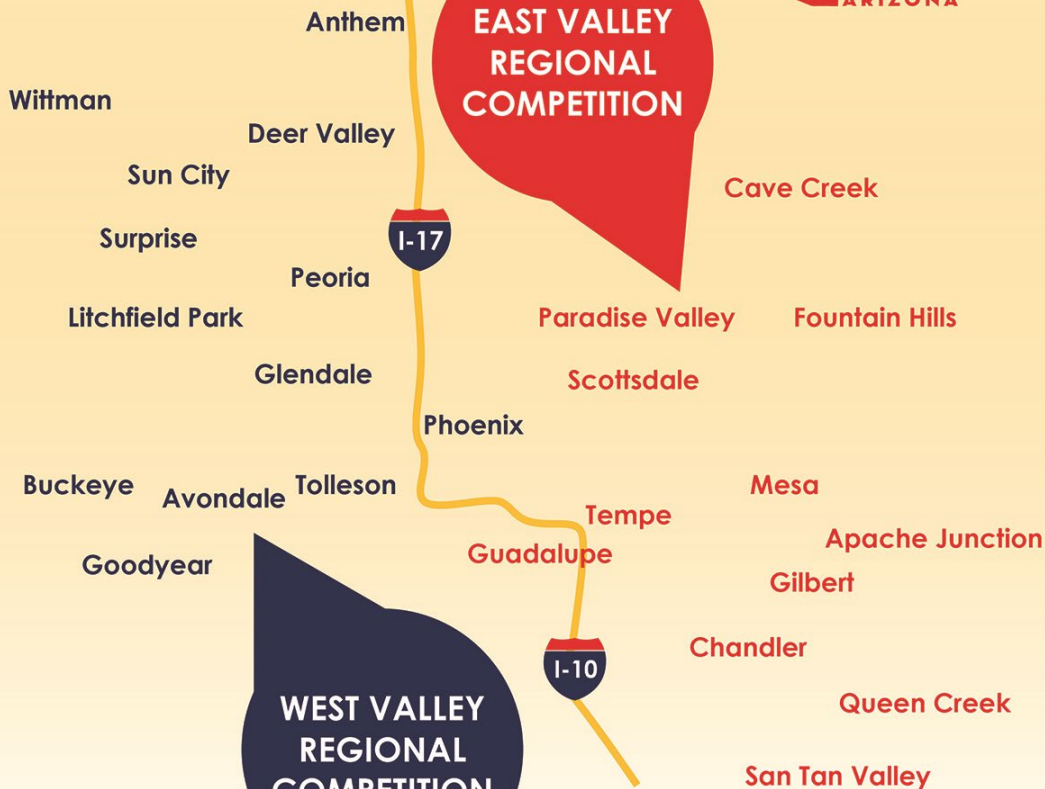 ARIZONA
Anthem
EAST VALLEY
REGIONAL
COMPETITION
Wittman
Deer Valley
Sun City
Cave Creek
Surprise
I-17
Peoria
Litchfield Park
Paradise Valley
Fountain Hills
Glendale
Scottsdale
Phoenix
Buckeye
Avondale
Tolleson
Mesa
Tempe
Apache Junction
Guadalupe
Goodyear
Gilbert
Chandler
I-10
Queen Creek
WEST VALLEY
REGIONAL
COMPETITION
San Tan Valley